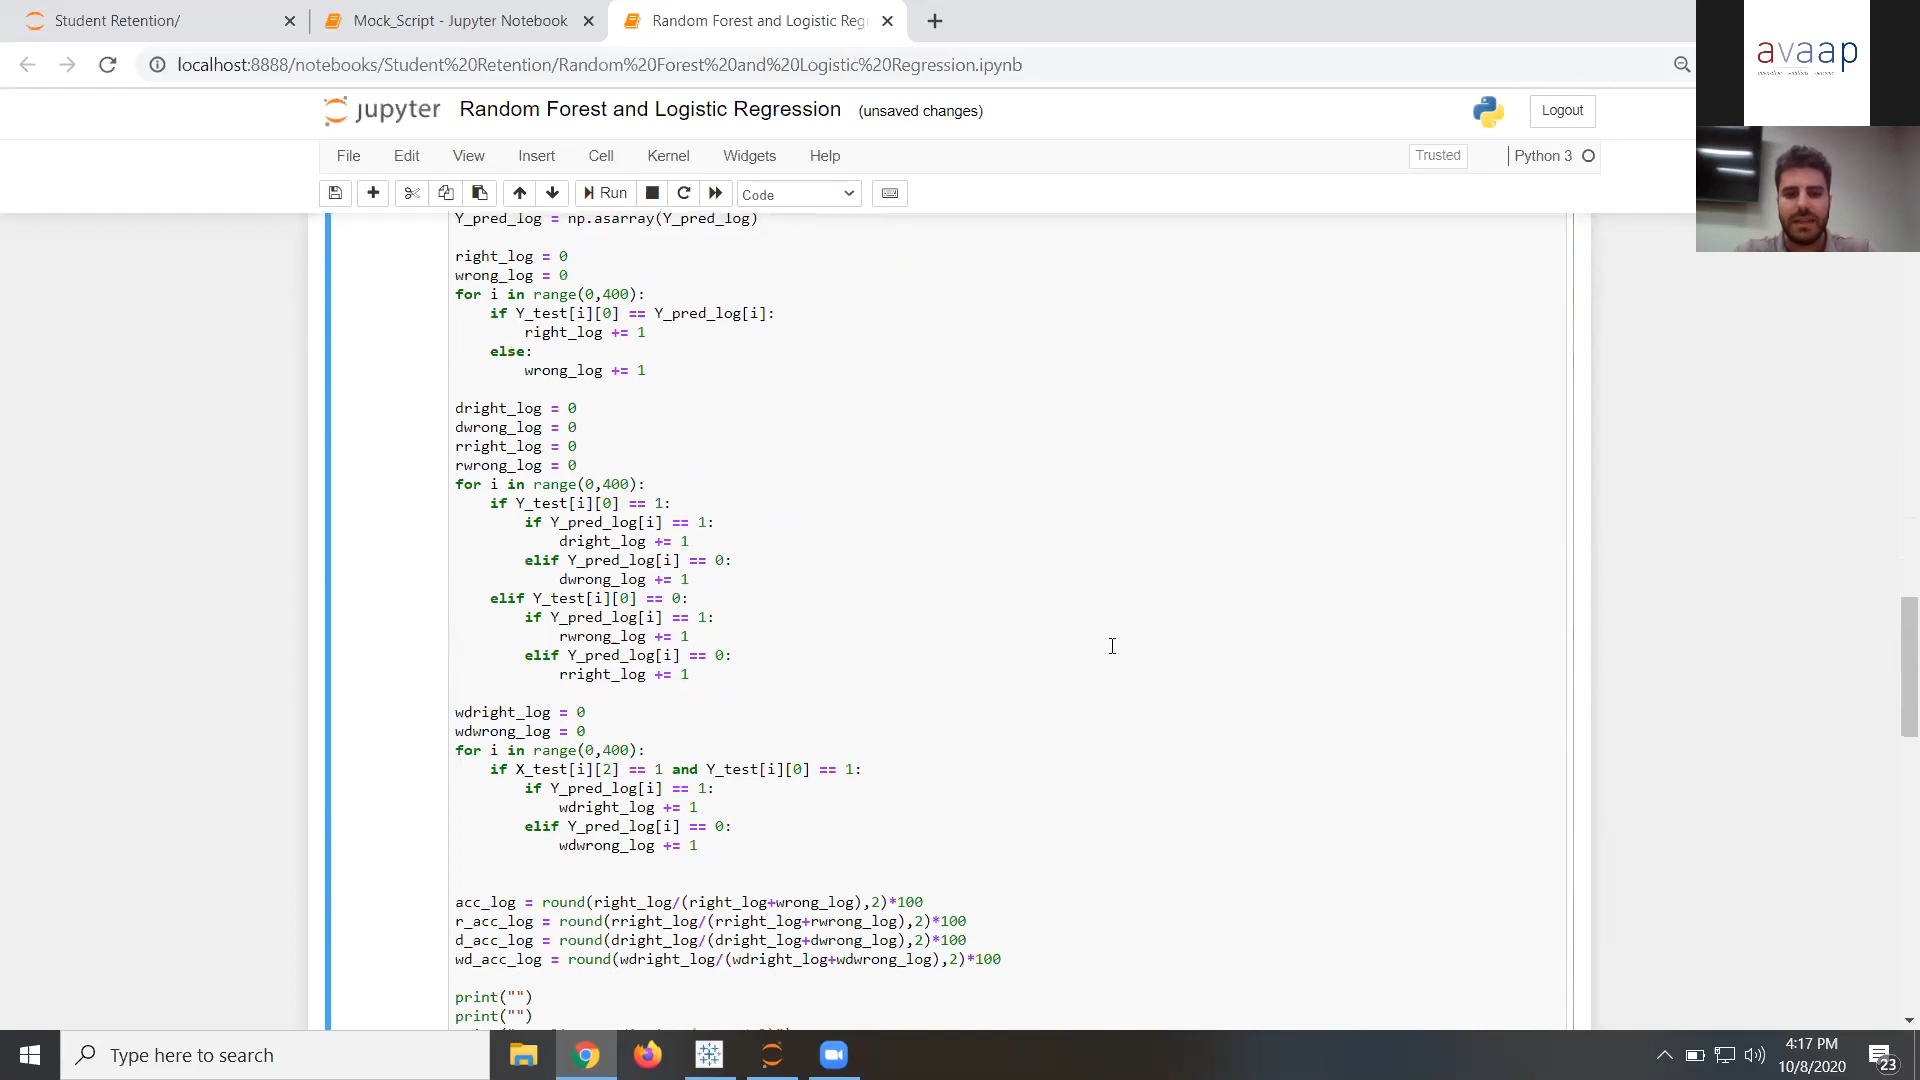 Student Retention/
Mock_Script - Jupyter Notebook
Random Forest and Logistic Reg
localhost:8888/notebooks/Student%20Retention/Random%20Forest%20and%20Logistic%20Regression.ipynb
avaap
jupyter
Random Forest and Logistic Regression
(unsaved changes)
Logout
File
Edit
View
Insert
Cell
Kernel
Widgets
Help
Trusted
Python 3
Run
Code
Y_pred_log = np.asarray(Y_pred_log)
right_log = 0
wrong_log = 0
for i in range(0,400):
    if Y_test[i][0] == Y_pred_log[i]:
        right_log += 1
    else:
        wrong_log += 1
dright_log = 0
dwrong_log = 0
rright_log = 0
rwrong_log = 0
for i in range(0,400):
    if Y_test[i][0] == 1:
        if Y_pred_log[i] == 1:
            dright_log += 1
        elif Y_pred_log[i] == 0:
            dwrong_log += 1
    elif Y_test[i][0] == 0:
        if Y_pred_log[i] == 1:
            rwrong_log += 1
        elif Y_pred_log[i] == 0:
            rright_log += 1
wdright_log = 0
wdwrong_log = 0
for i in range(0,400):
    if X_test[i][2] == 1 and Y_test[i][0] == 1:
        if Y_pred_log[i] == 1:
            wdright_log += 1
        elif Y_pred_log[i] == 0:
            wdwrong_log += 1
acc_log = round(right_log/(right_log+wrong_log),2)*100
r_acc_log = round(rright_log/(rright_log+rwrong_log),2)*100
d_acc_log = round(dright_log/(dright_log+dwrong_log),2)*100
wd_acc_log = round(wdright_log/(wdright_log+wdwrong_log),2)*100
print("")
print("")
Type here to search
4:17 PM
10/8/2020
23